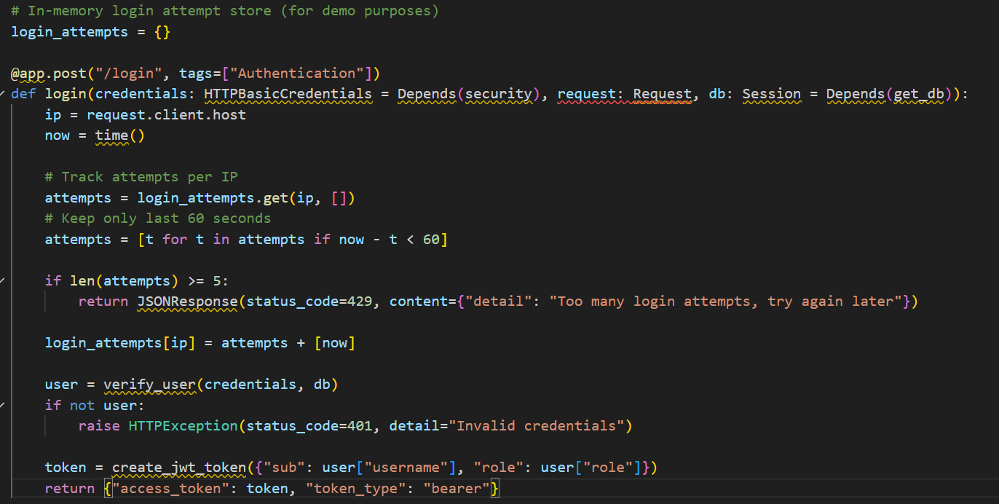 # In-memory login attempt store (for demo purposes)
login_attempts = {}

@app.post("/login", tags=["Authentication"])
def login(credentials: HTTPBasicCredentials = Depends(security), request: Request, db: Session = Depends(get_db)):
    ip = request.client.host
    now = time()

    # Track attempts per IP
    attempts = login_attempts.get(ip, [])
    # Keep only last 60 seconds
    attempts = [t for t in attempts if now - t < 60]

    if len(attempts) >= 5:
        return JSONResponse(status_code=429, content={"detail": "Too many login attempts, try again later"})

    login_attempts[ip] = attempts + [now]

    user = verify_user(credentials, db)
    if not user:
        raise HTTPException(status_code=401, detail="Invalid credentials")

    token = create_jwt_token({"sub": user["username"], "role": user["role"]})
    return {"access_token": token, "token_type": "bearer"}